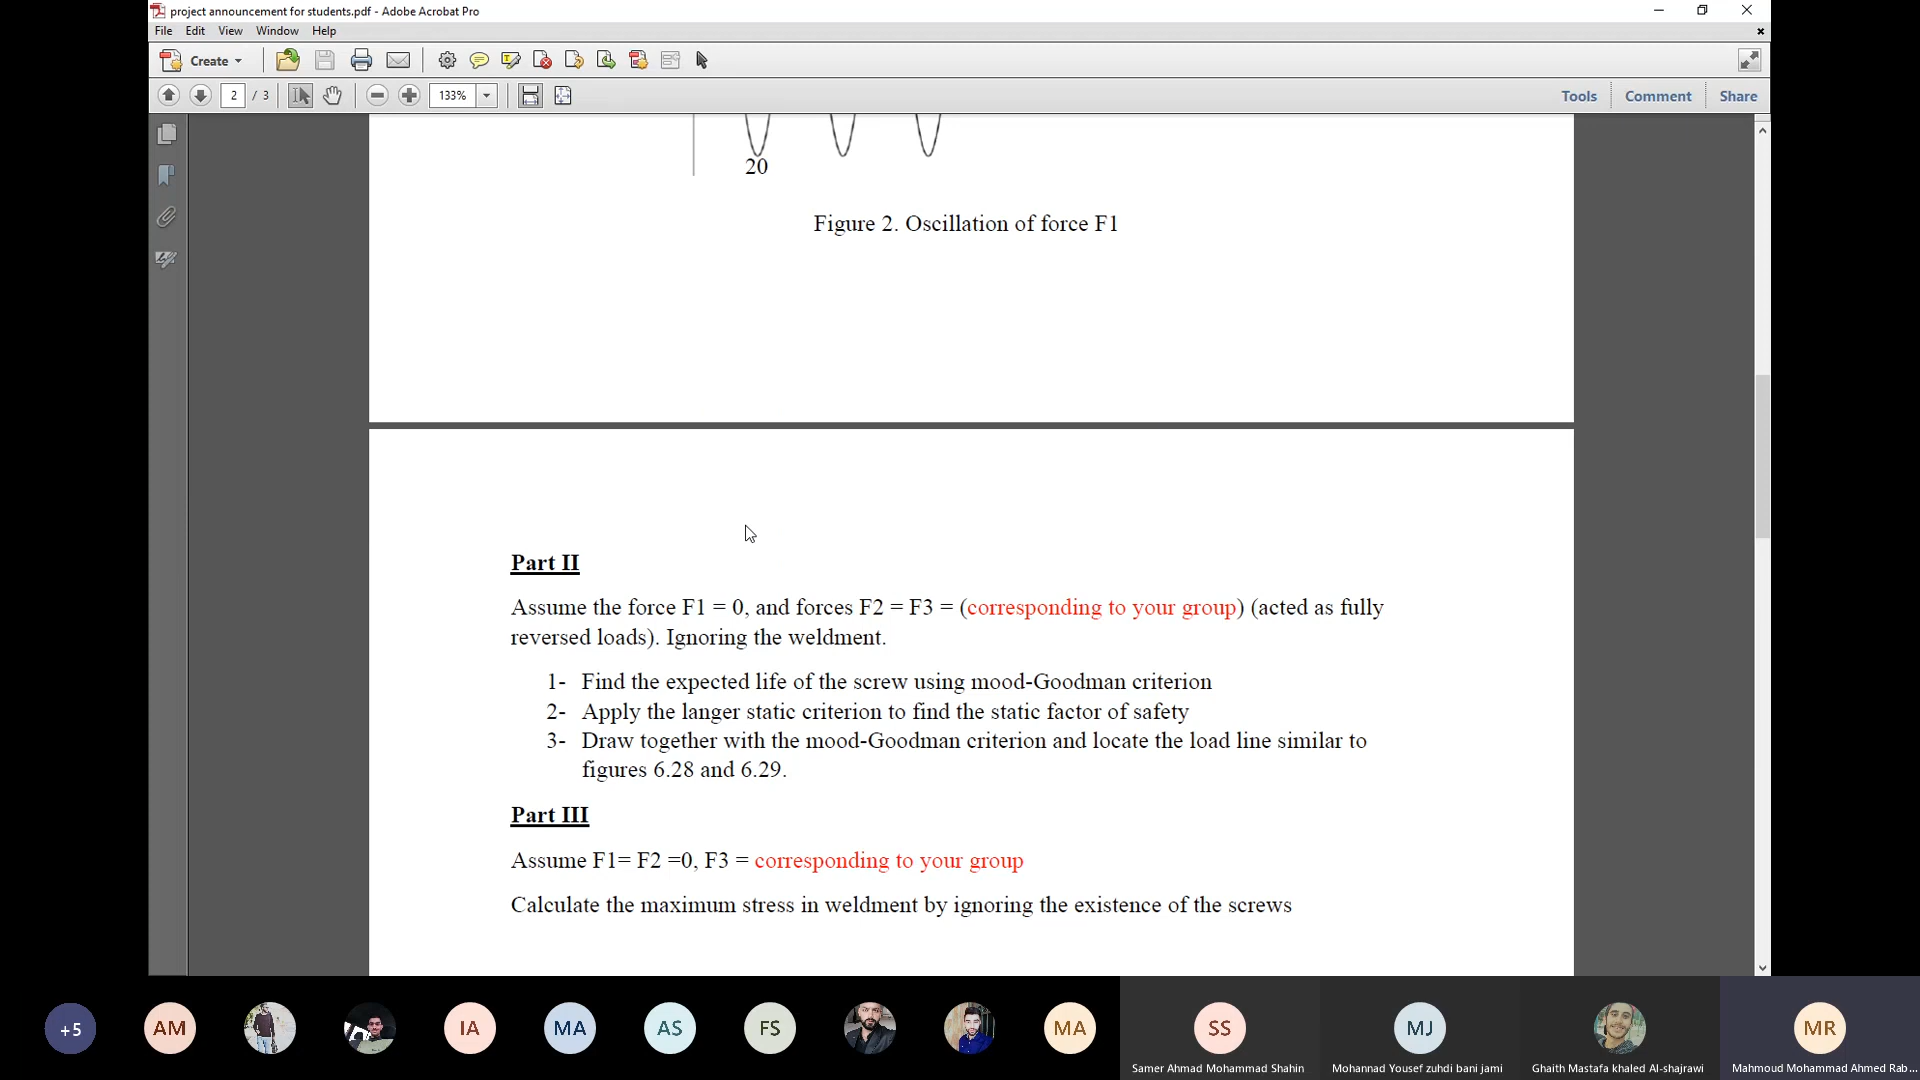 project announcement for students.pdf - Adobe Acrobat Pro
File Edit View Window Help
Create
2 / 3 133% Tools Comment Share
20
Figure 2. Oscillation of force F1
Part II
Assume the force F1 = 0, and forces F2 = F3 = (corresponding to your group) (acted as fully
reversed loads). Ignoring the weldment.
1- Find the expected life of the screw using mood-Goodman criterion
2- Apply the langer static criterion to find the static factor of safety
3- Draw together with the mood-Goodman criterion and locate the load line similar to
figures 6.28 and 6.29.
Part III
Assume F1= F2 =0, F3 = corresponding to your group
Calculate the maximum stress in weldment by ignoring the existence of the screws
+5 AM IA MA AS FS MA SS MJ MR
Samer Ahmad Mohammad Shahin Mohannad Yousef zuhdi bani jami Ghaith Mastafa khaled Al-shajrawi Mahmoud Mohammad Ahmed Rab...